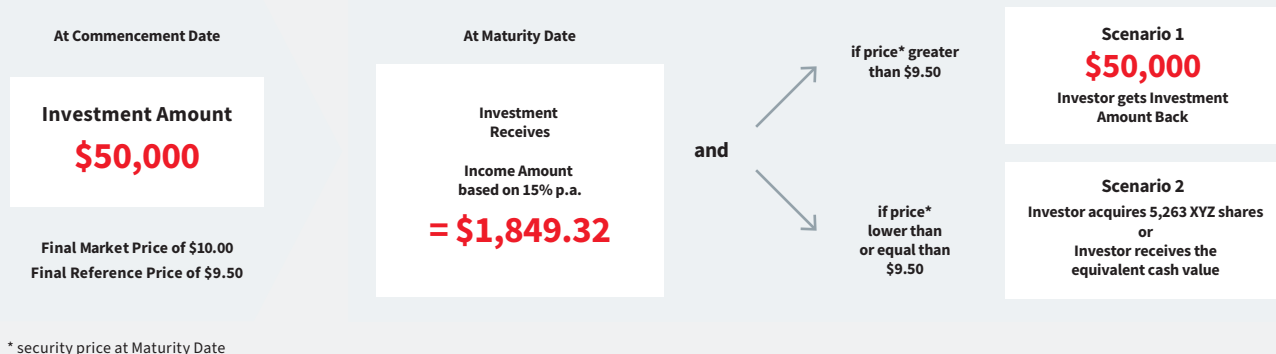 At Commencement Date
Investment Amount
$50,000
Final Market Price of $10.00
Final Reference Price of $9.50
At Maturity Date
Investment
Receives
Income Amount
based on 15% p.a.
= $1,849.32
and
if price* greater
than $9.50
if price*
lower than
or equal than
$9.50
Scenario 1
$50,000
Investor gets Investment
Amount Back
Scenario 2
Investor acquires 5,263 XYZ shares
or
Investor receives the
equivalent cash value
* security price at Maturity Date